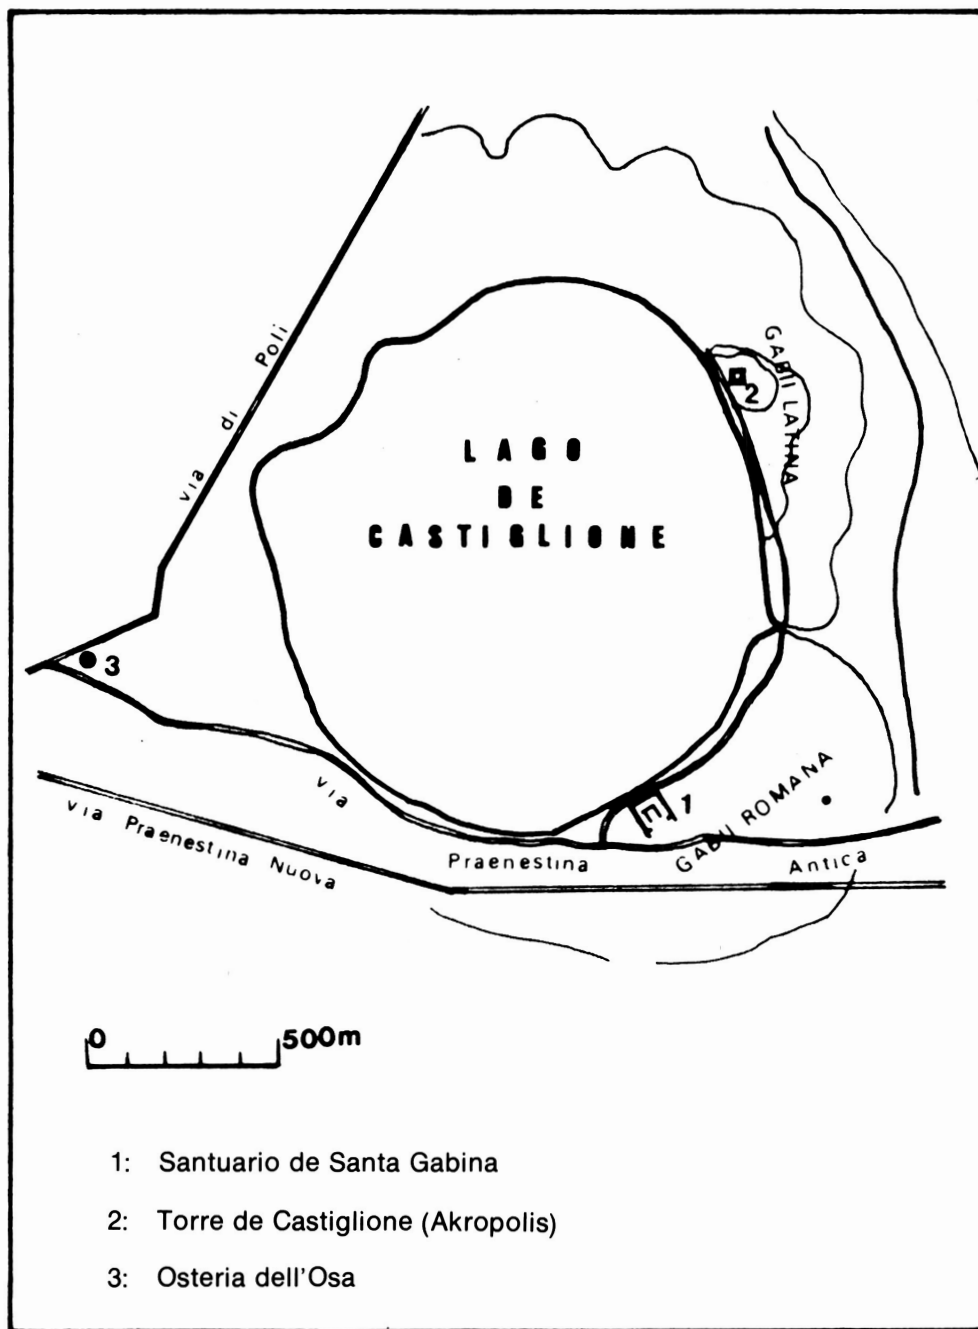 via di Poli
GABII LATINA
2
LAGO
DE
CASTIGLIONE
3
via Praenestina Antica
1
GABII ROMANA
via Praenestina Nuova
0 500m
1: Santuario de Santa Gabina
2: Torre de Castiglione (Akropolis)
3: Osteria dell'Osa